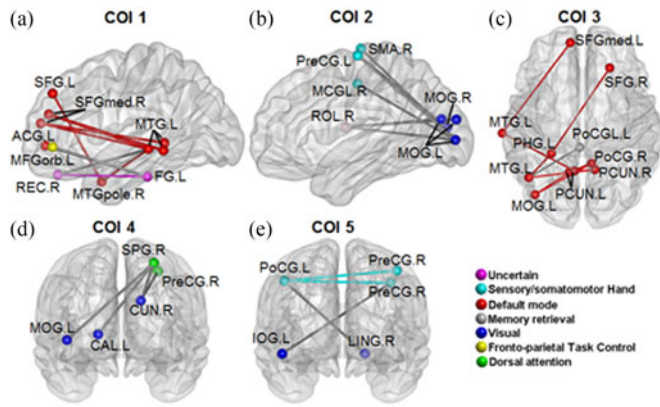 (a) COI 1
SFG.L
SFGmed.R
MTG.L
ACG.L
MFGorb.L
REC.R
FG.L
MTGpole.R
(b) COI 2
SMA.R
PreCG.L
MCGL.R
MOG.R
ROL.R
MOG.L
(c) COI 3
SFGmed.L
SFG.R
MTG.L
PoCGL.L
PHG.L
PoCG.R
MTG.L
PCUN.R
PCUN.L
MOG.L
(d) COI 4
SPG.R
PreCG.R
CUN.R
MOG.L
CAL.L
(e) COI 5
PreCG.R
PoCG.L
PreCG.R
IOG.L
LING.R
Uncertain
Sensory/somatomotor Hand
Default mode
Memory retrieval
Visual
Fronto-parietal Task Control
Dorsal attention